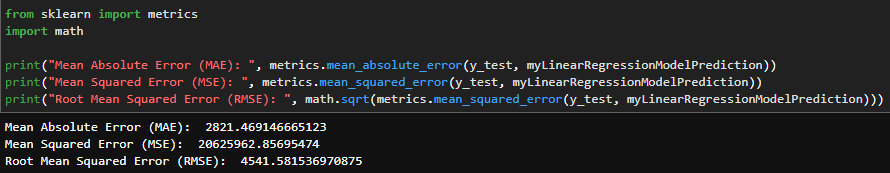 from sklearn import metrics
import math
print("Mean Absolute Error (MAE): ", metrics.mean_absolute_error(y_test, myLinearRegressionModelPrediction))
print("Mean Squared Error (MSE): ", metrics.mean_squared_error(y_test, myLinearRegressionModelPrediction))
print("Root Mean Squared Error (RMSE): ", math.sqrt(metrics.mean_squared_error(y_test, myLinearRegressionModelPrediction)))
Mean Absolute Error (MAE):  2821.469146665123
Mean Squared Error (MSE):  20625962.85695474
Root Mean Squared Error (RMSE):  4541.581536970875